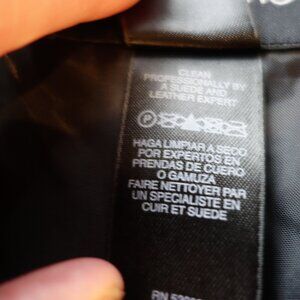 CLEAN
PROFESSIONALLY BY
A SUEDE AND
LEATHER EXPERT
P
HAGA LIMPIAR A SECO
POR EXPERTOS EN
PRENDAS DE CUERO
O GAMUZA
FAIRE NETTOYER PAR
UN SPECIALISTE EN
CUIR ET SUEDE
RN